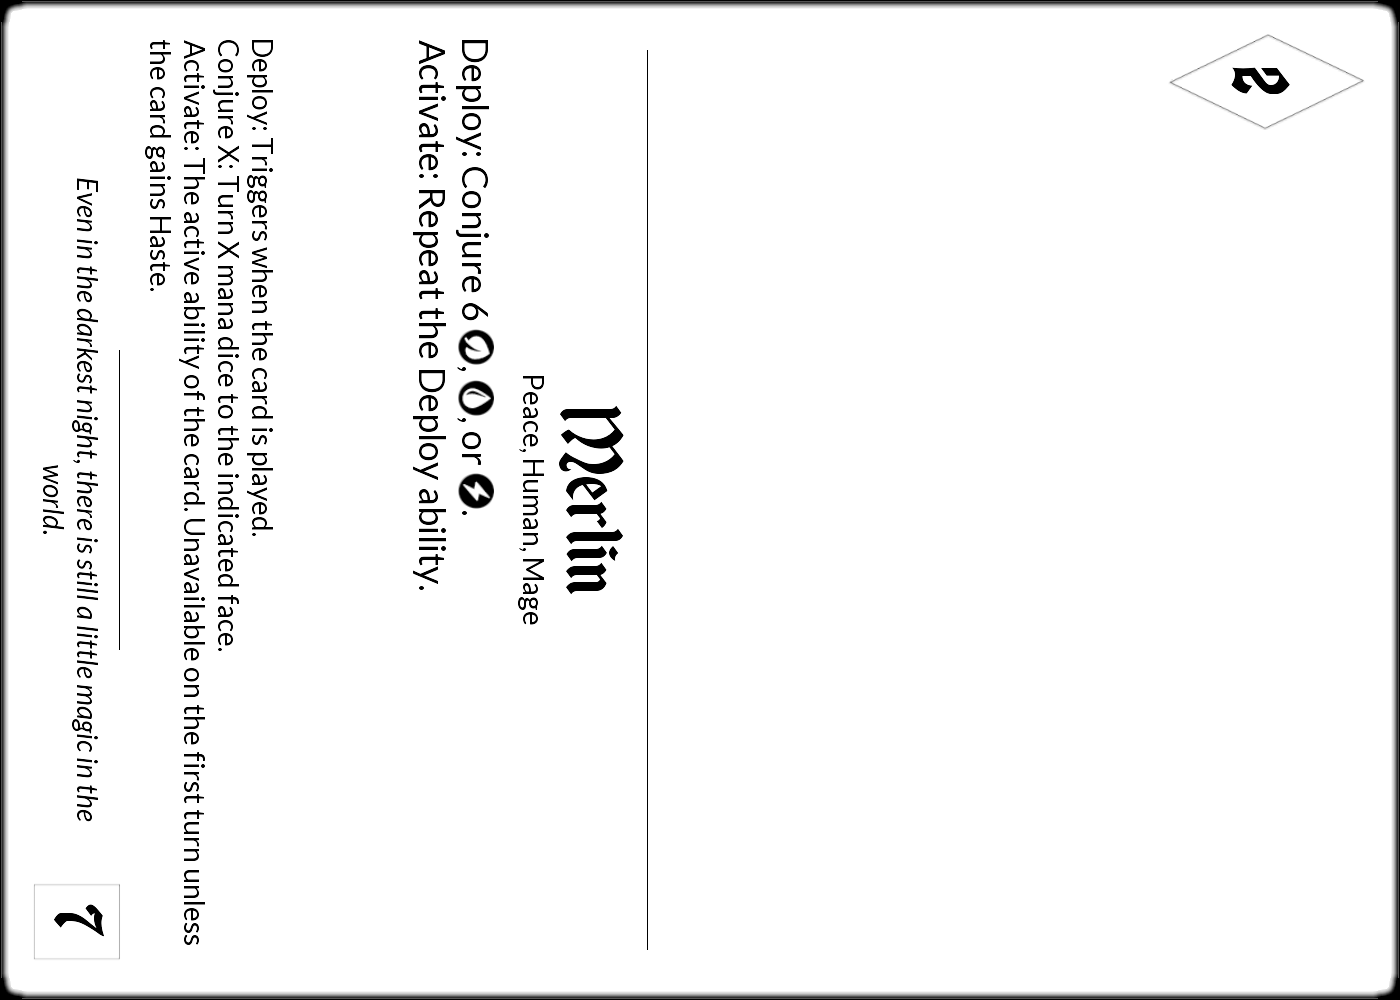 2
Merlin
Peace, Human, Mage
Deploy: Conjure 6 , , or .
Activate: Repeat the Deploy ability.
Deploy: Triggers when the card is played.
Conjure X: Turn X mana dice to the indicated face.
Activate: The active ability of the card. Unavailable on the first turn unless
the card gains Haste.
Even in the darkest night, there is still a little magic in the
world.
7